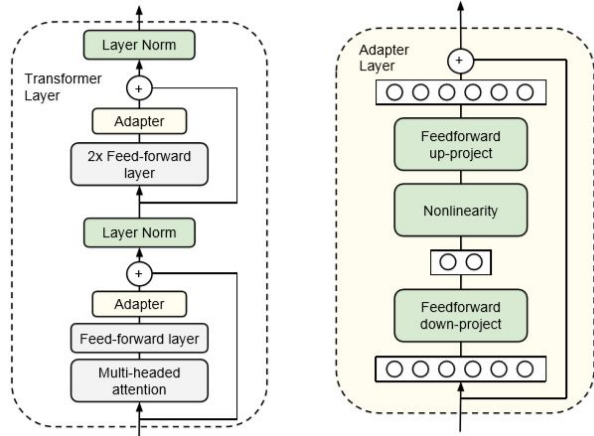 Layer Norm
Transformer
Layer
+
Adapter
2x Feed-forward
layer
Layer Norm
+
Adapter
Feed-forward layer
Multi-headed
attention
Adapter
Layer
+
Feedforward
up-project
Nonlinearity
Feedforward
down-project